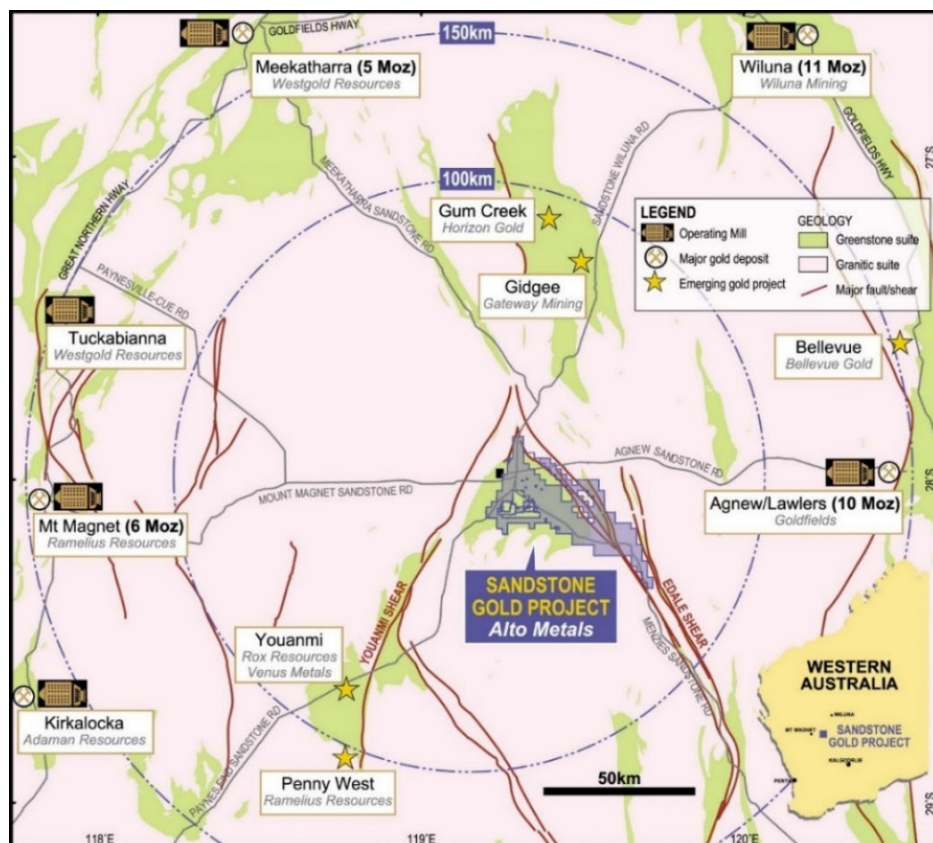 GOLDFIELDS HWY
150km
Meekatharra (5 Moz)
Westgold Resources
Wiluna (11 Moz)
Wiluna Mining
GREAT NORTHERN HWAY
MEEKATHARRA SANDSTONE RD
SANDSTONE WILUNA RD
GOLDFIELDS HWY
27°S
100km
Gum Creek
Horizon Gold
Gidgee
Gateway Mining
LEGEND
Operating Mill
Major gold deposit
Emerging gold project
GEOLOGY
Greenstone suite
Granitic suite
Major fault/shear
PAYNESVILLE-CUE RD
Tuckabianna
Westgold Resources
Bellevue
Bellevue Gold
AGNEW SANDSTONE RD
28°S
MOUNT MAGNET SANDSTONE RD
Mt Magnet (6 Moz)
Ramelius Resources
Agnew/Lawlers (10 Moz)
Goldfields
SANDSTONE
GOLD PROJECT
Alto Metals
YOUANMI SHEAR
EDALE SHEAR
MENZIES SANDSTONE RD
Youanmi
Rox Resources
Venus Metals
Kirkalocka
Adaman Resources
PAYNES FIND SANDSTONE RD
Penny West
Ramelius Resources
50km
WESTERN
AUSTRALIA
WILUNA
MT MAGNET
SANDSTONE
GOLD PROJECT
KALGOORLIE
PERTH
29°S
118°E
119°E
120°E